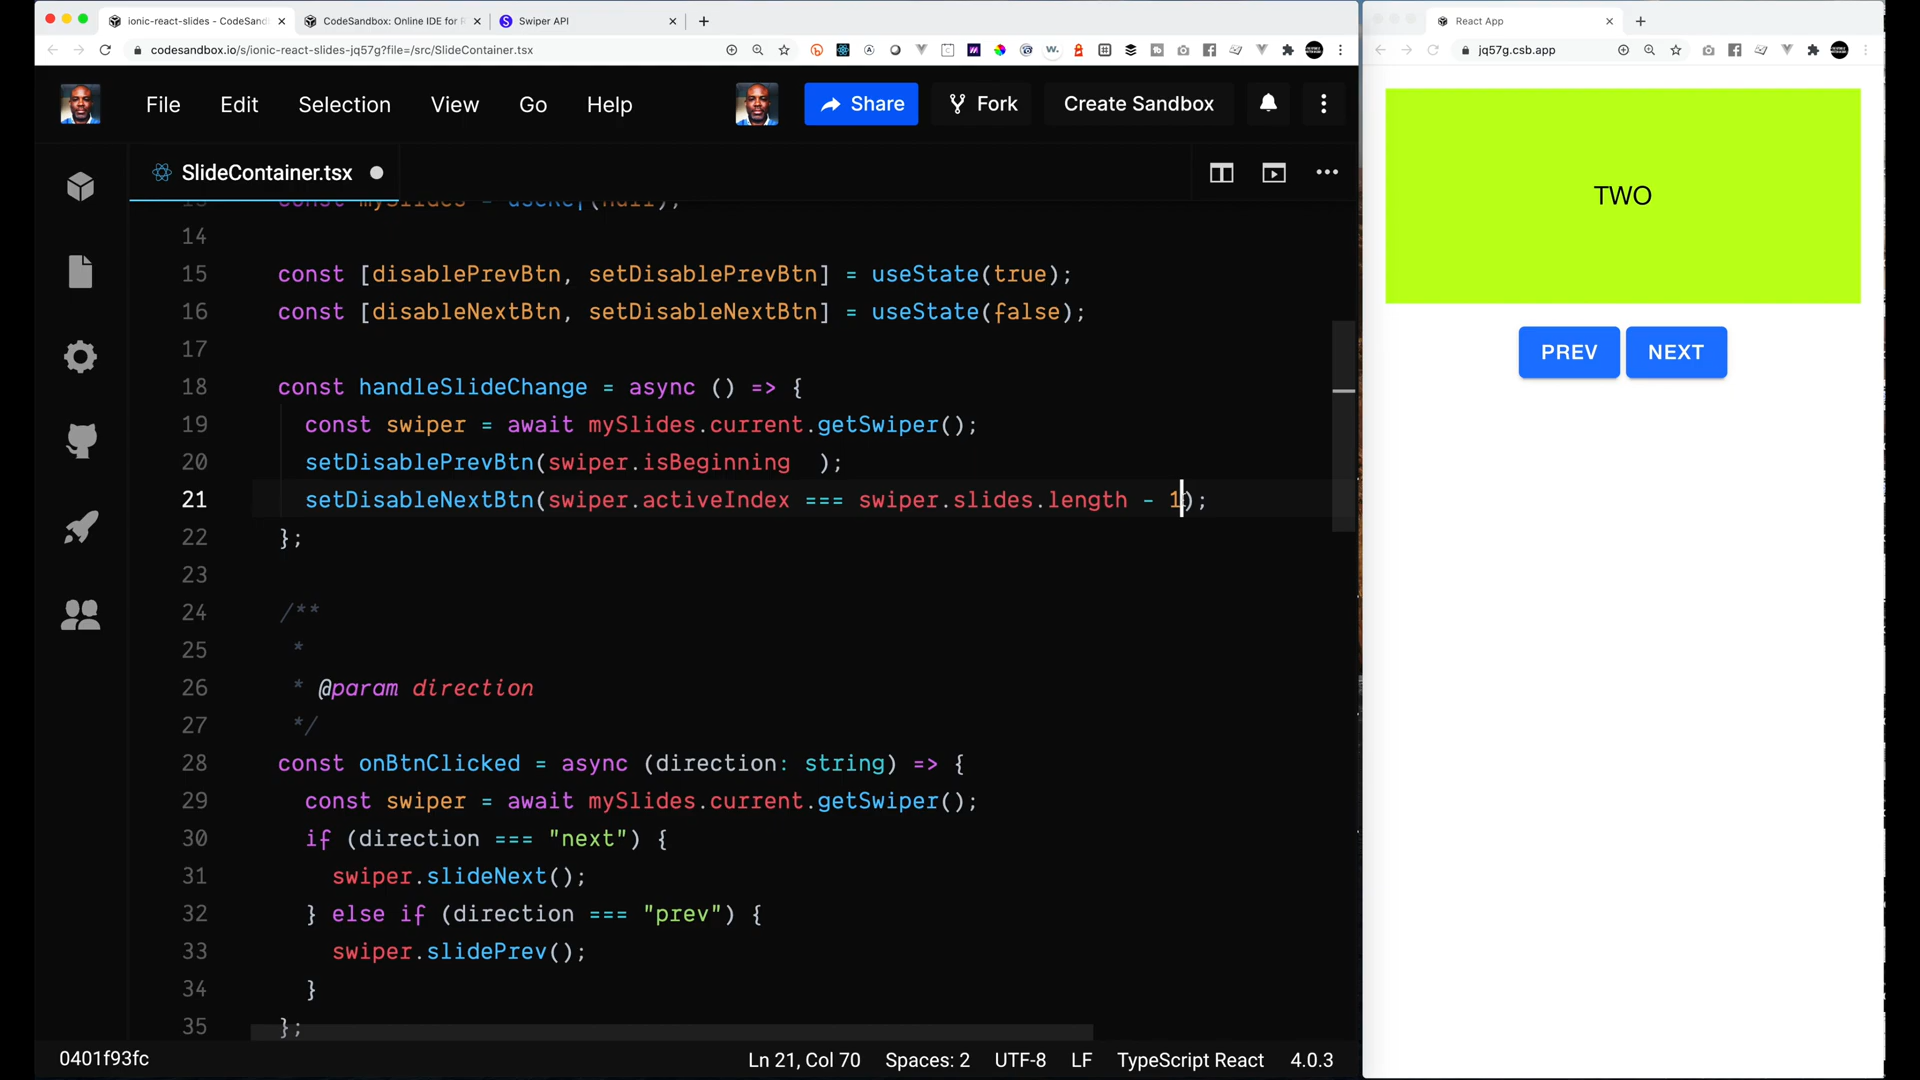 ionic-react-slides - CodeSand
CodeSandbox: Online IDE for R
Swiper API
codesandbox.io/s/ionic-react-slides-jq57g?file=/src/SlideContainer.tsx
React App
jq57g.csb.app
File Edit Selection View Go Help
Share Fork Create Sandbox
SlideContainer.tsx
13 const mySlides = useRef(null);
14
15 const [disablePrevBtn, setDisablePrevBtn] = useState(true);
16 const [disableNextBtn, setDisableNextBtn] = useState(false);
17
18 const handleSlideChange = async () => {
19 const swiper = await mySlides.current.getSwiper();
20 setDisablePrevBtn(swiper.isBeginning  );
21 setDisableNextBtn(swiper.activeIndex === swiper.slides.length - 1);
22 };
23
24 /**
25 *
26 * @param direction
27 */
28 const onBtnClicked = async (direction: string) => {
29 const swiper = await mySlides.current.getSwiper();
30 if (direction === "next") {
31 swiper.slideNext();
32 } else if (direction === "prev") {
33 swiper.slidePrev();
34 }
35 };
0401f93fc
Ln 21, Col 70 Spaces: 2 UTF-8 LF TypeScript React 4.0.3
TWO
PREV NEXT